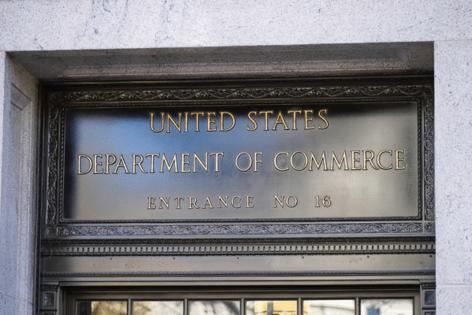 UNITED STATES
DEPARTMENT OF COMMERCE
ENTRANCE NO 16